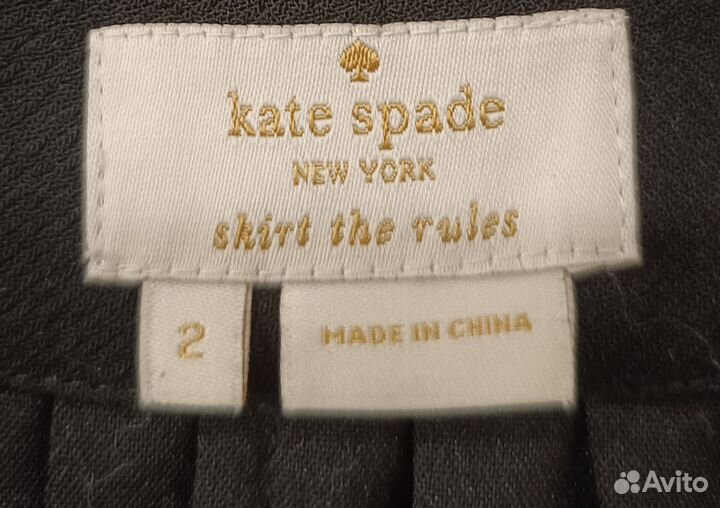 kate spade
NEW YORK
skirt the rules
2
MADE IN CHINA
Avito